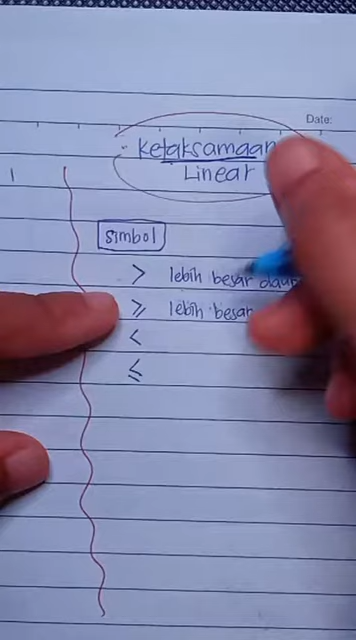 Date:
Ketaksamaan
Linear
simbol
> lebih besar
⩾ lebih besar
<
≤